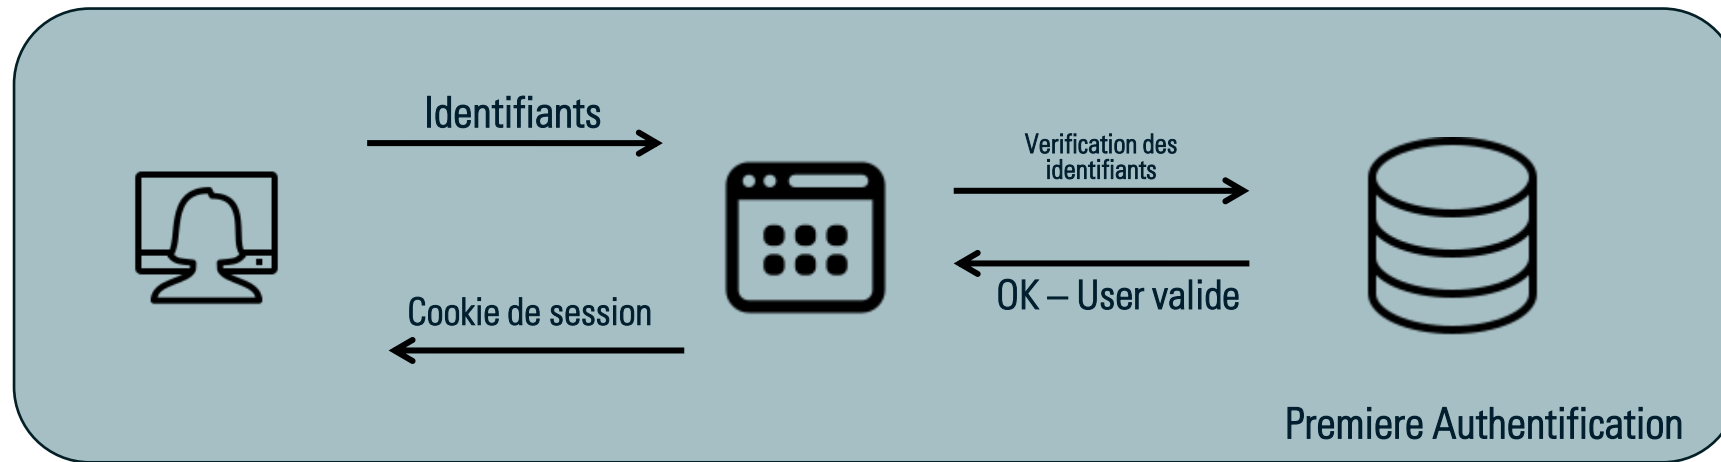 Identifiants
Verification des
identifiants
OK – User valide
Cookie de session
Premiere Authentification